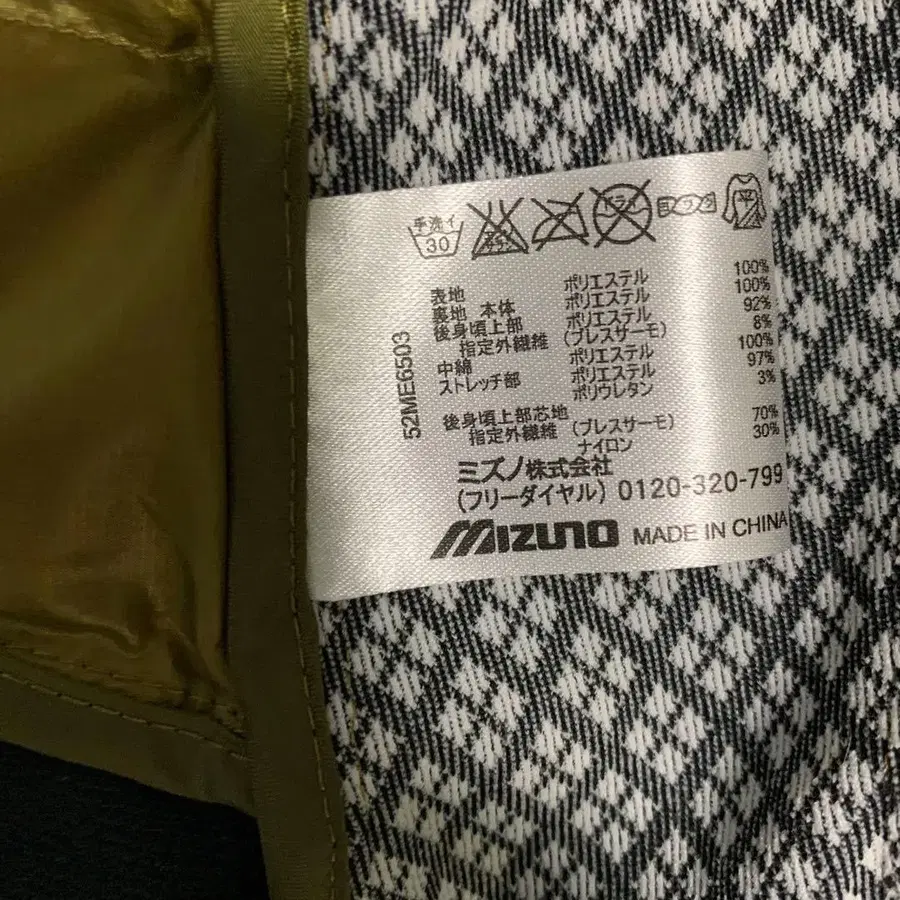 手洗イ
30
平
52ME6503
表地 ポリエステル 100%
裏地 本体 ポリエステル 100%
後身頃上部 ポリエステル 92%
指定外繊維 (ブレスサーモ) 8%
中綿 ポリエステル 100%
ストレッチ部 ポリエステル 97%
ポリウレタン 3%
後身頃上部芯地
指定外繊維 (ブレスサーモ) 70%
ナイロン 30%
ミズノ株式会社
(フリーダイヤル) 0120-320-799
MIZUNO MADE IN CHINA